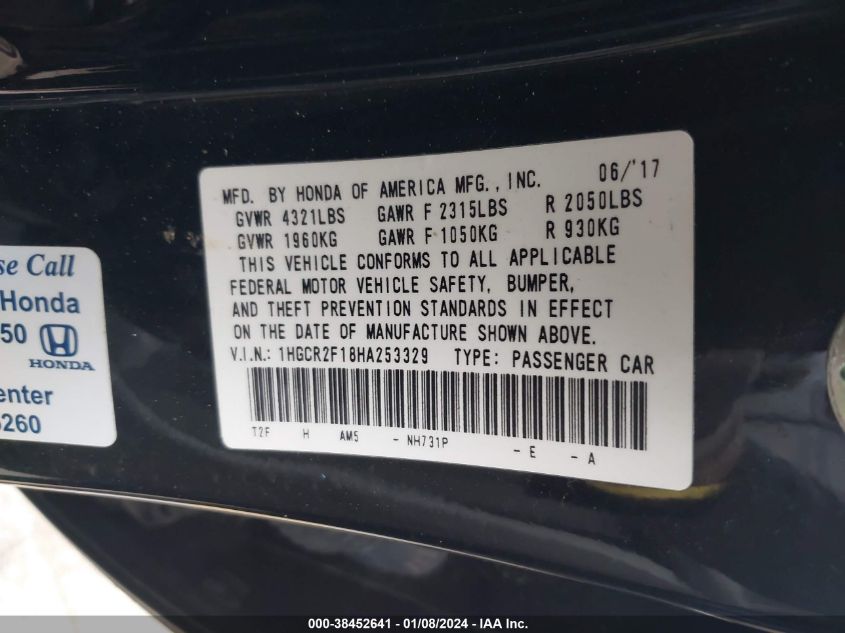 MFD. BY HONDA OF AMERICA MFG., INC. 06/'17
GVWR 4321LBS GAWR F 2315LBS R 2050LBS
GVWR 1960KG GAWR F 1050KG R 930KG
THIS VEHICLE CONFORMS TO ALL APPLICABLE
FEDERAL MOTOR VEHICLE SAFETY, BUMPER,
AND THEFT PREVENTION STANDARDS IN EFFECT
ON THE DATE OF MANUFACTURE SHOWN ABOVE.
V.I.N.: 1HGCR2F18HA253329 TYPE: PASSENGER CAR
T2F H AM5 - NH731P - E - A
se Call
Honda
50
HONDA
enter
260
000-38452641 / 01/08/2024 - IAA Inc.